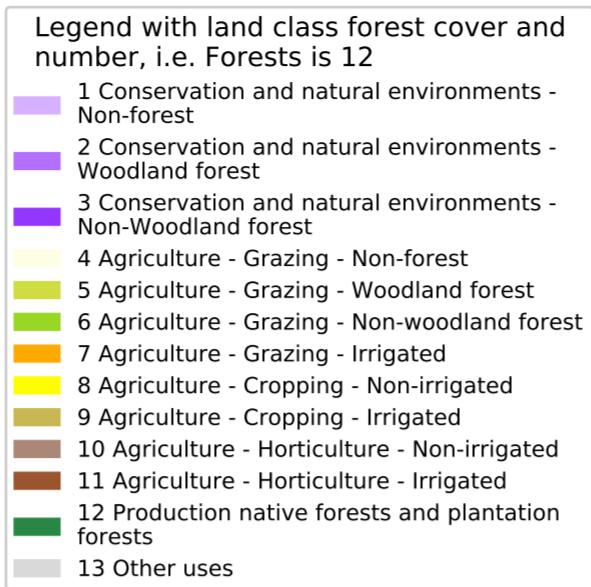 Legend with land class forest cover and
number, i.e. Forests is 12
1 Conservation and natural environments -
Non-forest
2 Conservation and natural environments -
Woodland forest
3 Conservation and natural environments -
Non-Woodland forest
4 Agriculture - Grazing - Non-forest
5 Agriculture - Grazing - Woodland forest
6 Agriculture - Grazing - Non-woodland forest
7 Agriculture - Grazing - Irrigated
8 Agriculture - Cropping - Non-irrigated
9 Agriculture - Cropping - Irrigated
10 Agriculture - Horticulture - Non-irrigated
11 Agriculture - Horticulture - Irrigated
12 Production native forests and plantation
forests
13 Other uses